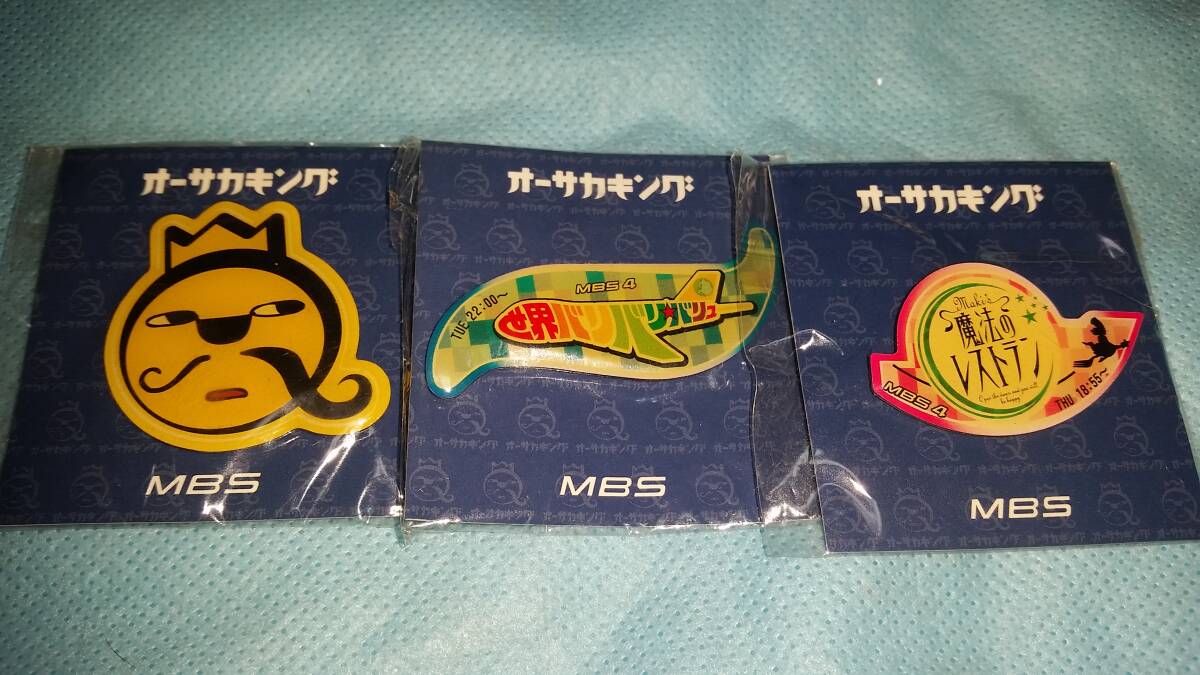 オーサカキング
MBS
オーサカキング
MBS 4
TUE 22:00～
世界バリバリ★バリュ
MBS
オーサカキング
Maki's
魔法の
レストラン
MBS 4
THU 18:55～
MBS